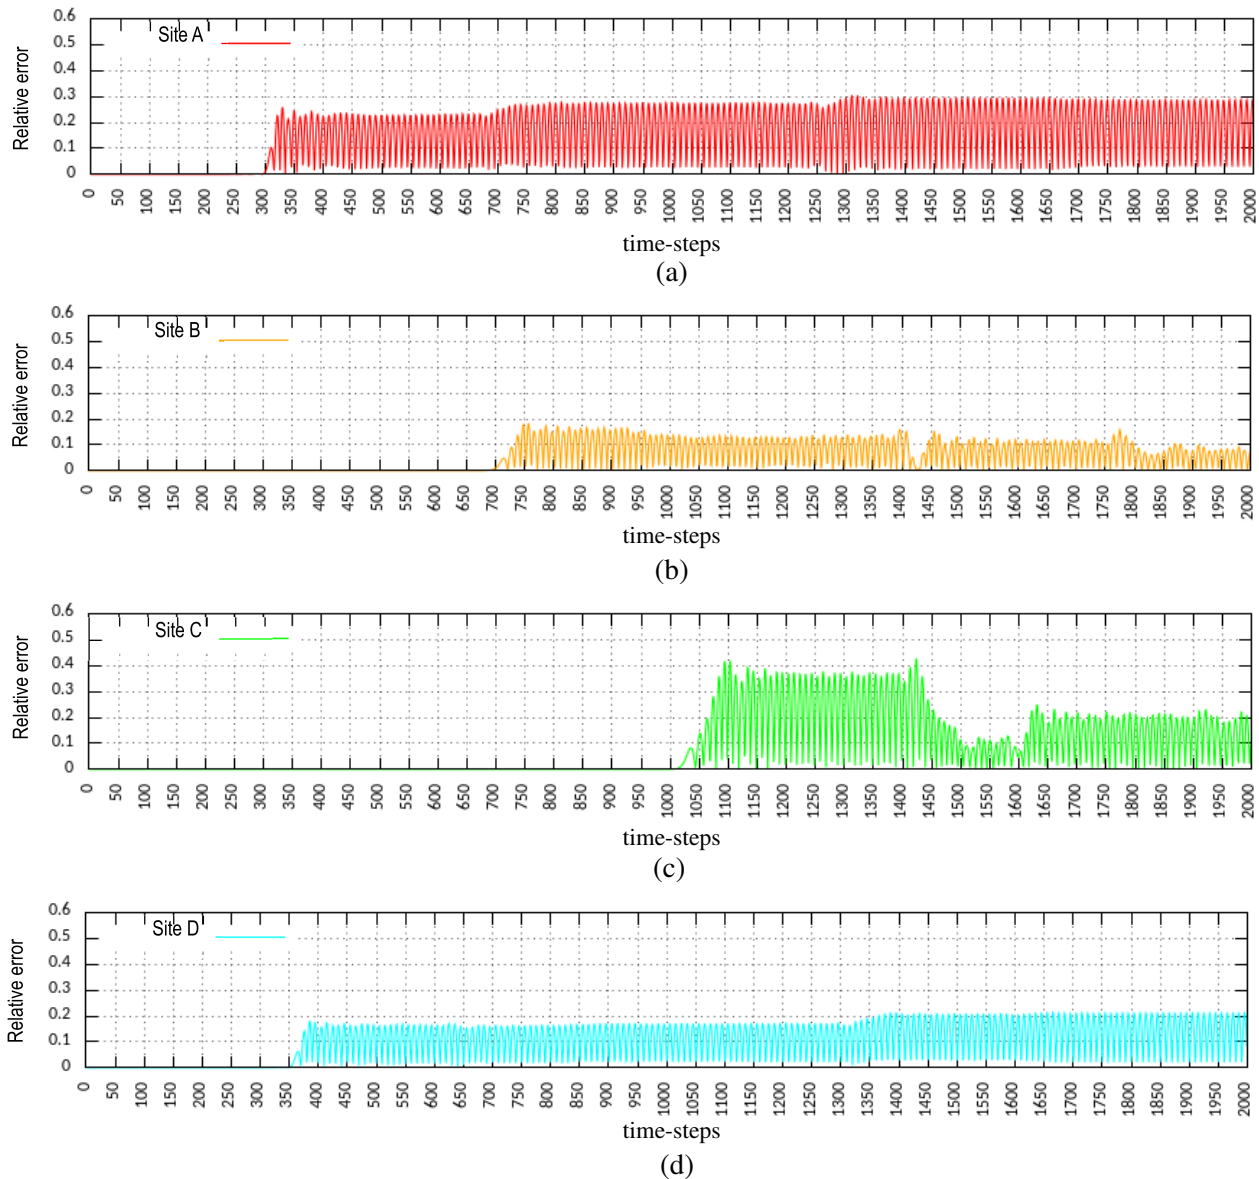 Relative error
0.6
0.5
0.4
0.3
0.2
0.1
0
Site A
0 50 100 150 200 250 300 350 400 450 500 550 600 650 700 750 800 850 900 950 1000 1050 1100 1150 1200 1250 1300 1350 1400 1450 1500 1550 1600 1650 1700 1750 1800 1850 1900 1950 2000
time-steps
(a)
Relative error
0.6
0.5
0.4
0.3
0.2
0.1
0
Site B
0 50 100 150 200 250 300 350 400 450 500 550 600 650 700 750 800 850 900 950 1000 1050 1100 1150 1200 1250 1300 1350 1400 1450 1500 1550 1600 1650 1700 1750 1800 1850 1900 1950 2000
time-steps
(b)
Relative error
0.6
0.5
0.4
0.3
0.2
0.1
0
Site C
0 50 100 150 200 250 300 350 400 450 500 550 600 650 700 750 800 850 900 950 1000 1050 1100 1150 1200 1250 1300 1350 1400 1450 1500 1550 1600 1650 1700 1750 1800 1850 1900 1950 2000
time-steps
(c)
Relative error
0.6
0.5
0.4
0.3
0.2
0.1
0
Site D
0 50 100 150 200 250 300 350 400 450 500 550 600 650 700 750 800 850 900 950 1000 1050 1100 1150 1200 1250 1300 1350 1400 1450 1500 1550 1600 1650 1700 1750 1800 1850 1900 1950 2000
time-steps
(d)